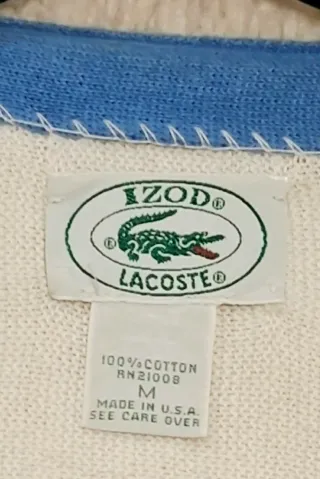 IZOD®
®
LACOSTE®
100% COTTON
RN21008
M
MADE IN U.S.A.
SEE CARE OVER